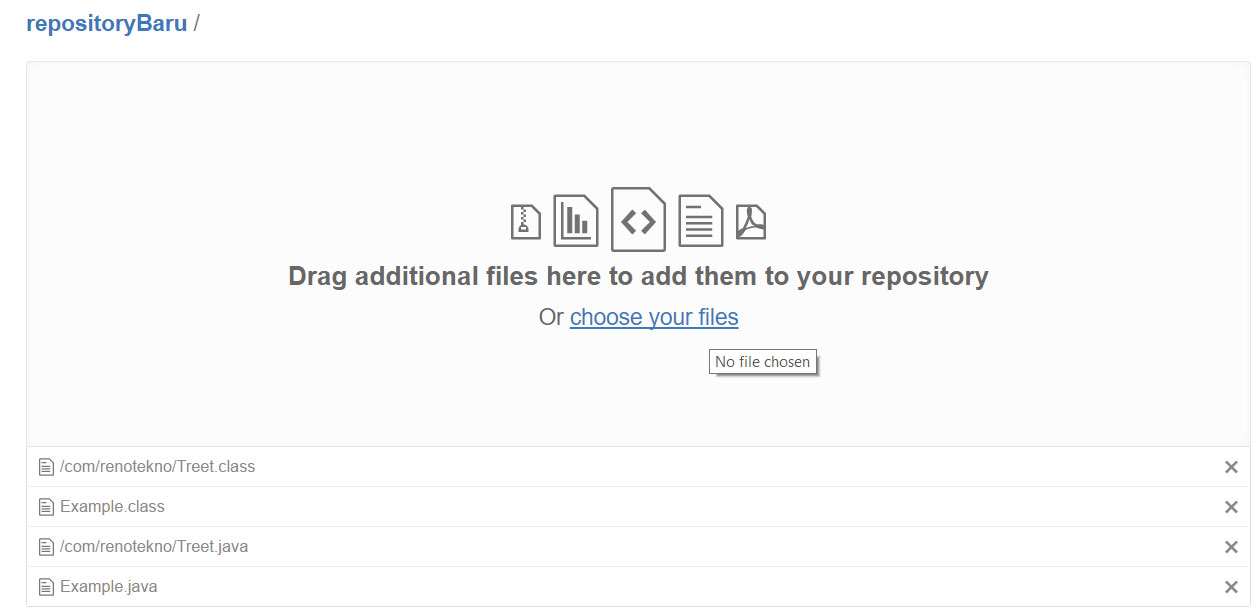 repositoryBaru /
Drag additional files here to add them to your repository
Or choose your files
No file chosen
/com/renotekno/Treet.class
Example.class
/com/renotekno/Treet.java
Example.java